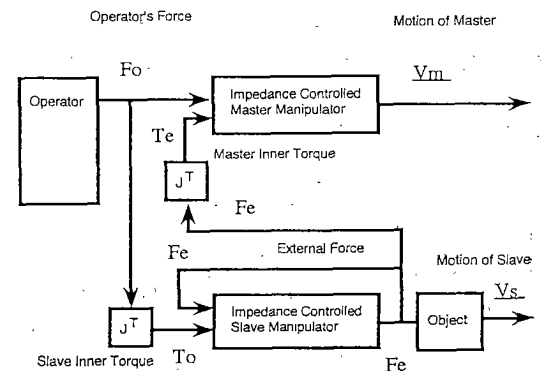 Operator's Force
Motion of Master
Fo
Vm
Operator
Impedance Controlled
Master Manipulator
Te
Master Inner Torque
J T
Fe
Fe
External Force
Motion of Slave
Vs
J T
Impedance Controlled
Slave Manipulator
Object
Slave Inner Torque
To
Fe